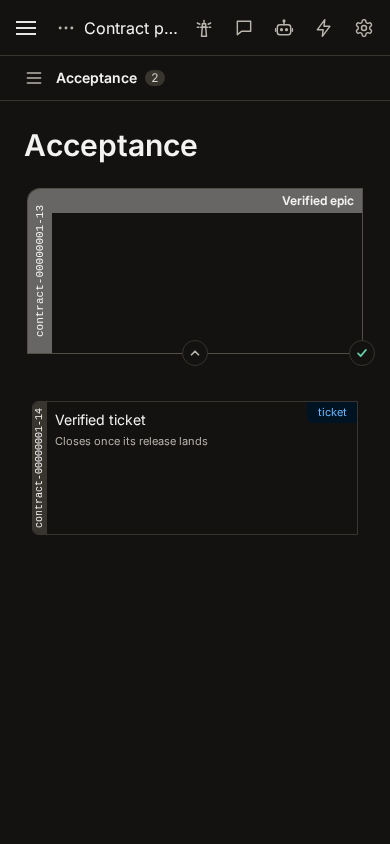 Contract p...
Acceptance 2
Acceptance
Verified epic
contract-00000001-13
ticket
Verified ticket
Closes once its release lands
contract-00000001-14